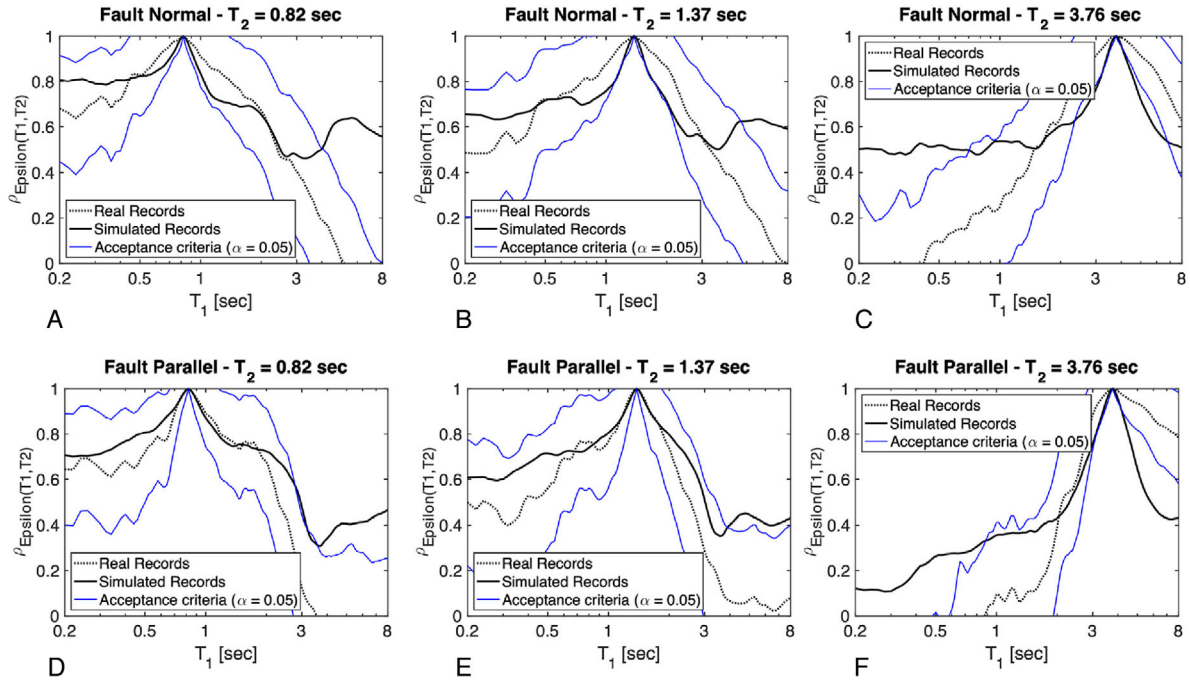 Fault Normal - T2 = 0.82 sec
1
0.8
0.6
0.4
0.2
0
ρEpsilon(T1,T2)
Real Records
Simulated Records
Acceptance criteria (α = 0.05)
0.2 0.5 1 3 8
T1 [sec]
A
Fault Normal - T2 = 1.37 sec
1
0.8
0.6
0.4
0.2
0
ρEpsilon(T1,T2)
Real Records
Simulated Records
Acceptance criteria (α = 0.05)
0.2 0.5 1 3 8
T1 [sec]
B
Fault Normal - T2 = 3.76 sec
1
0.8
0.6
0.4
0.2
0
ρEpsilon(T1,T2)
Real Records
Simulated Records
Acceptance criteria (α = 0.05)
0.2 0.5 1 3 8
T1 [sec]
C
Fault Parallel - T2 = 0.82 sec
1
0.8
0.6
0.4
0.2
0
ρEpsilon(T1,T2)
Real Records
Simulated Records
Acceptance criteria (α = 0.05)
0.2 0.5 1 3 8
T1 [sec]
D
Fault Parallel - T2 = 1.37 sec
1
0.8
0.6
0.4
0.2
0
ρEpsilon(T1,T2)
Real Records
Simulated Records
Acceptance criteria (α = 0.05)
0.2 0.5 1 3 8
T1 [sec]
E
Fault Parallel - T2 = 3.76 sec
1
0.8
0.6
0.4
0.2
0
ρEpsilon(T1,T2)
Real Records
Simulated Records
Acceptance criteria (α = 0.05)
0.2 0.5 1 3 8
T1 [sec]
F